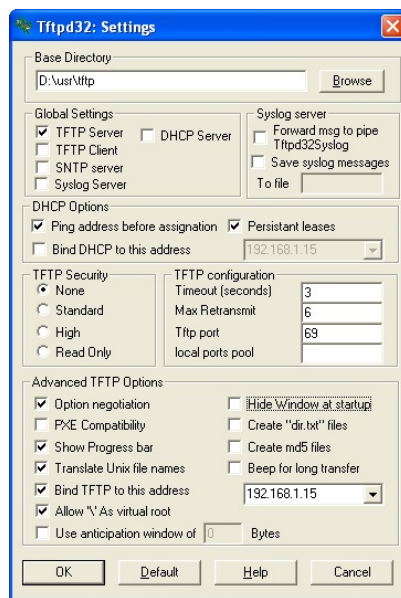 Tftpd32: Settings
Base Directory
D:\usr\tftp
Browse
Global Settings
TFTP Server
TFTP Client
SNTP server
Syslog Server
DHCP Server
Syslog server
Forward msg to pipe
Tftpd32Syslog
Save syslog messages
To file
DHCP Options
Ping address before assignation
Persistant leases
Bind DHCP to this address
192.168.1.15
TFTP Security
None
Standard
High
Read Only
TFTP configuration
Timeout (seconds) 3
Max Retransmit 6
Tftp port 69
local ports pool
Advanced TFTP Options
Option negotiation
PXE Compatibility
Show Progress bar
Translate Unix file names
Bind TFTP to this address
Allow '\' As virtual root
Use anticipation window of 0 Bytes
Hide Window at startup
Create "dir.txt" files
Create md5 files
Beep for long transfer
192.168.1.15
OK Default Help Cancel